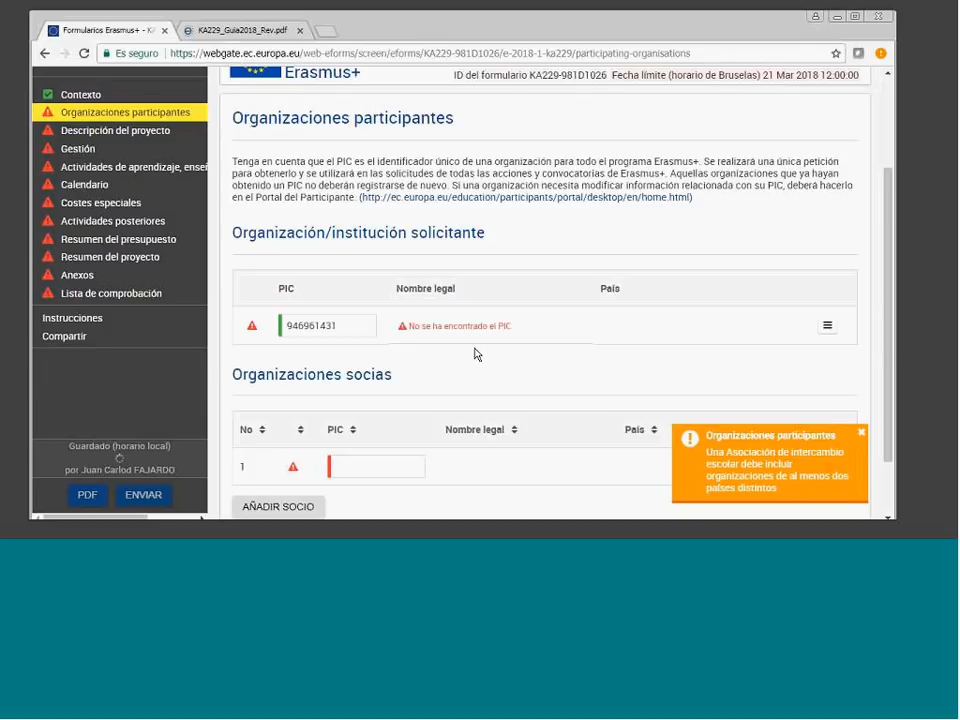 Formularios Erasmus+ - KA
KA229_Guia2018_Rev.pdf
Es seguro
https://webgate.ec.europa.eu/web-eforms/screen/eforms/KA229-981D1026/e-2018-1-ka229/participating-organisations
Erasmus+
ID del formulario KA229-981D1026 Fecha límite (horario de Bruselas) 21 Mar 2018 12:00:00
Contexto
Organizaciones participantes
Descripción del proyecto
Gestión
Actividades de aprendizaje, enseñ
Calendario
Costes especiales
Actividades posteriores
Resumen del presupuesto
Resumen del proyecto
Anexos
Lista de comprobación
Instrucciones
Compartir
Guardado (horario local)
por Juan Carlod FAJARDO
PDF
ENVIAR
Organizaciones participantes
Tenga en cuenta que el PIC es el identificador único de una organización para todo el programa Erasmus+. Se realizará una única petición
para obtenerlo y se utilizará en las solicitudes de todas las acciones y convocatorias de Erasmus+. Aquellas organizaciones que ya hayan
obtenido un PIC no deberán registrarse de nuevo. Si una organización necesita modificar información relacionada con su PIC, deberá hacerlo
en el Portal del Participante. (http://ec.europa.eu/education/participants/portal/desktop/en/home.html)
Organización/institución solicitante
PIC
Nombre legal
País
946961431
No se ha encontrado el PIC
Organizaciones socias
No
PIC
Nombre legal
País
1
AÑADIR SOCIO
Organizaciones participantes
Una Asociación de intercambio
escolar debe incluir
organizaciones de al menos dos
países distintos